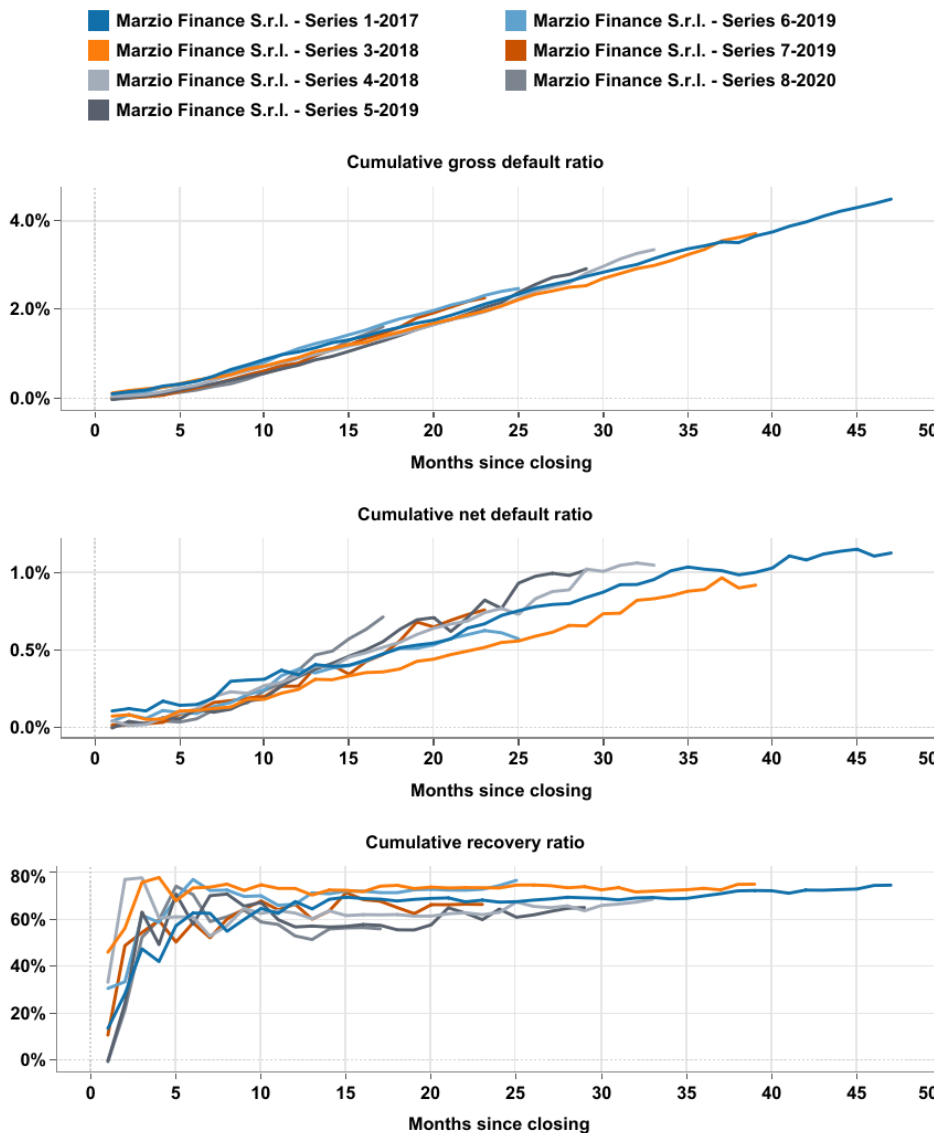 Marzio Finance S.r.l. - Series 1-2017
Marzio Finance S.r.l. - Series 3-2018
Marzio Finance S.r.l. - Series 4-2018
Marzio Finance S.r.l. - Series 5-2019
Marzio Finance S.r.l. - Series 6-2019
Marzio Finance S.r.l. - Series 7-2019
Marzio Finance S.r.l. - Series 8-2020
Cumulative gross default ratio
4.0%
2.0%
0.0%
0 5 10 15 20 25 30 35 40 45 50
Months since closing
Cumulative net default ratio
1.0%
0.5%
0.0%
0 5 10 15 20 25 30 35 40 45 50
Months since closing
Cumulative recovery ratio
80%
60%
40%
20%
0%
0 5 10 15 20 25 30 35 40 45 50
Months since closing